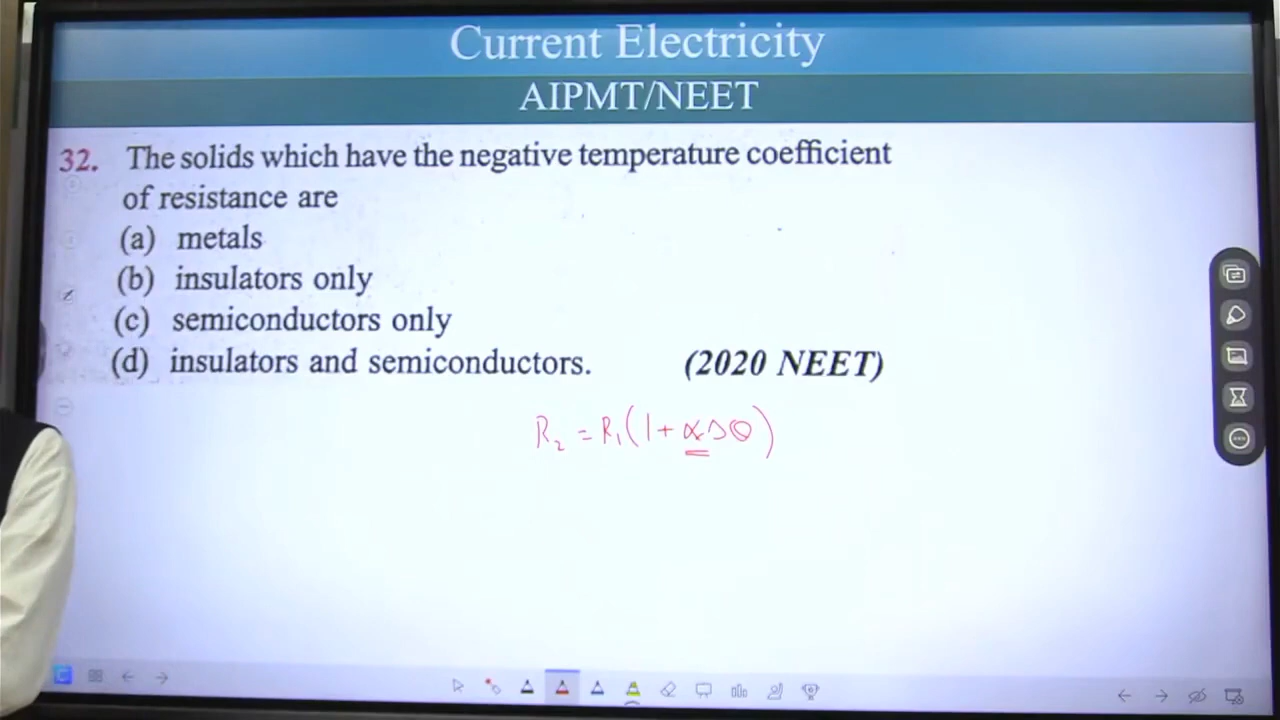 Current Electricity
AIPMT/NEET
32. The solids which have the negative temperature coefficient
of resistance are
(a) metals
(b) insulators only
(c) semiconductors only
(d) insulators and semiconductors. (2020 NEET)
R₂ = R₁(1+αΔθ)